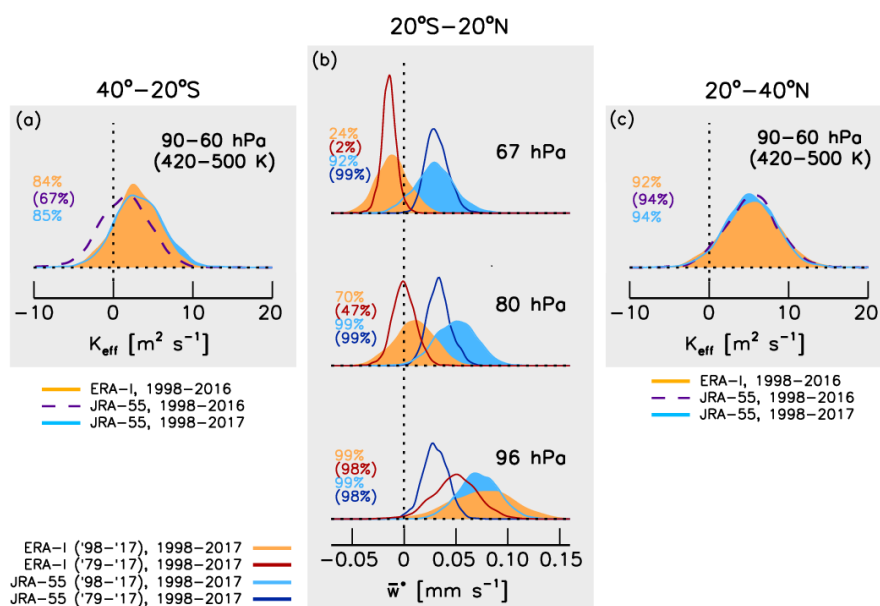 40°−20°S
(a)
90−60 hPa
(420−500 K)
84%
(67%)
85%
−10 0 10 20
K_eff [m² s⁻¹]
ERA−I, 1998−2016
JRA−55, 1998−2016
JRA−55, 1998−2017
20°S−20°N
(b)
24%
(2%)
92%
(99%)
67 hPa
70%
(47%)
99%
(99%)
80 hPa
99%
(98%)
99%
(98%)
96 hPa
−0.05 0 0.05 0.10 0.15
w̅* [mm s⁻¹]
ERA−I ('98−'17), 1998−2017
ERA−I ('79−'17), 1998−2017
JRA−55 ('98−'17), 1998−2017
JRA−55 ('79−'17), 1998−2017
20°−40°N
(c)
90−60 hPa
(420−500 K)
92%
(94%)
94%
−10 0 10 20
K_eff [m² s⁻¹]
ERA−I, 1998−2016
JRA−55, 1998−2016
JRA−55, 1998−2017